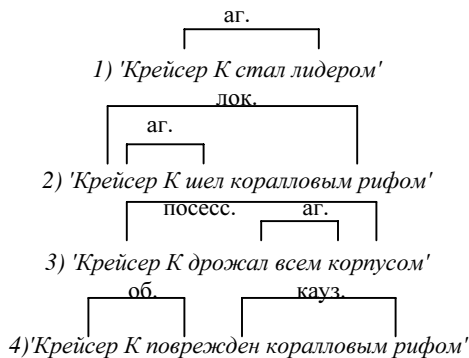 аг.
1) 'Крейсер К стал лидером'
лок.
аг.
2) 'Крейсер К шел коралловым рифом'
посесс. аг.
3) 'Крейсер К дрожал всем корпусом'
об. кауз.
4)'Крейсер К поврежден коралловым рифом'